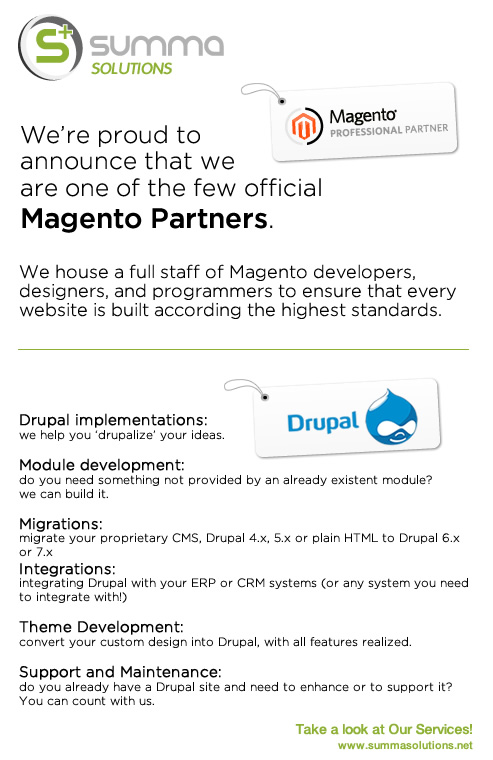 S+ summa
SOLUTIONS
Magento®
PROFESSIONAL PARTNER
We're proud to
announce that we
are one of the few official
Magento Partners.
We house a full staff of Magento developers,
designers, and programmers to ensure that every
website is built according the highest standards.
Drupal
Drupal implementations:
we help you ‘drupalize’ your ideas.
Module development:
do you need something not provided by an already existent module?
we can build it.
Migrations:
migrate your proprietary CMS, Drupal 4.x, 5.x or plain HTML to Drupal 6.x
or 7.x
Integrations:
integrating Drupal with your ERP or CRM systems (or any system you need
to integrate with!)
Theme Development:
convert your custom design into Drupal, with all features realized.
Support and Maintenance:
do you already have a Drupal site and need to enhance or to support it?
You can count with us.
Take a look at Our Services!
www.summasolutions.net